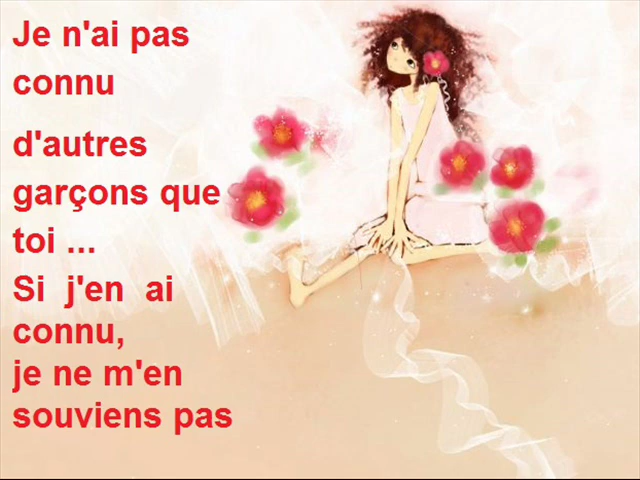 Je n'ai pas
connu
d'autres
garçons que
toi ...
Si j'en ai
connu,
je ne m'en
souviens pas